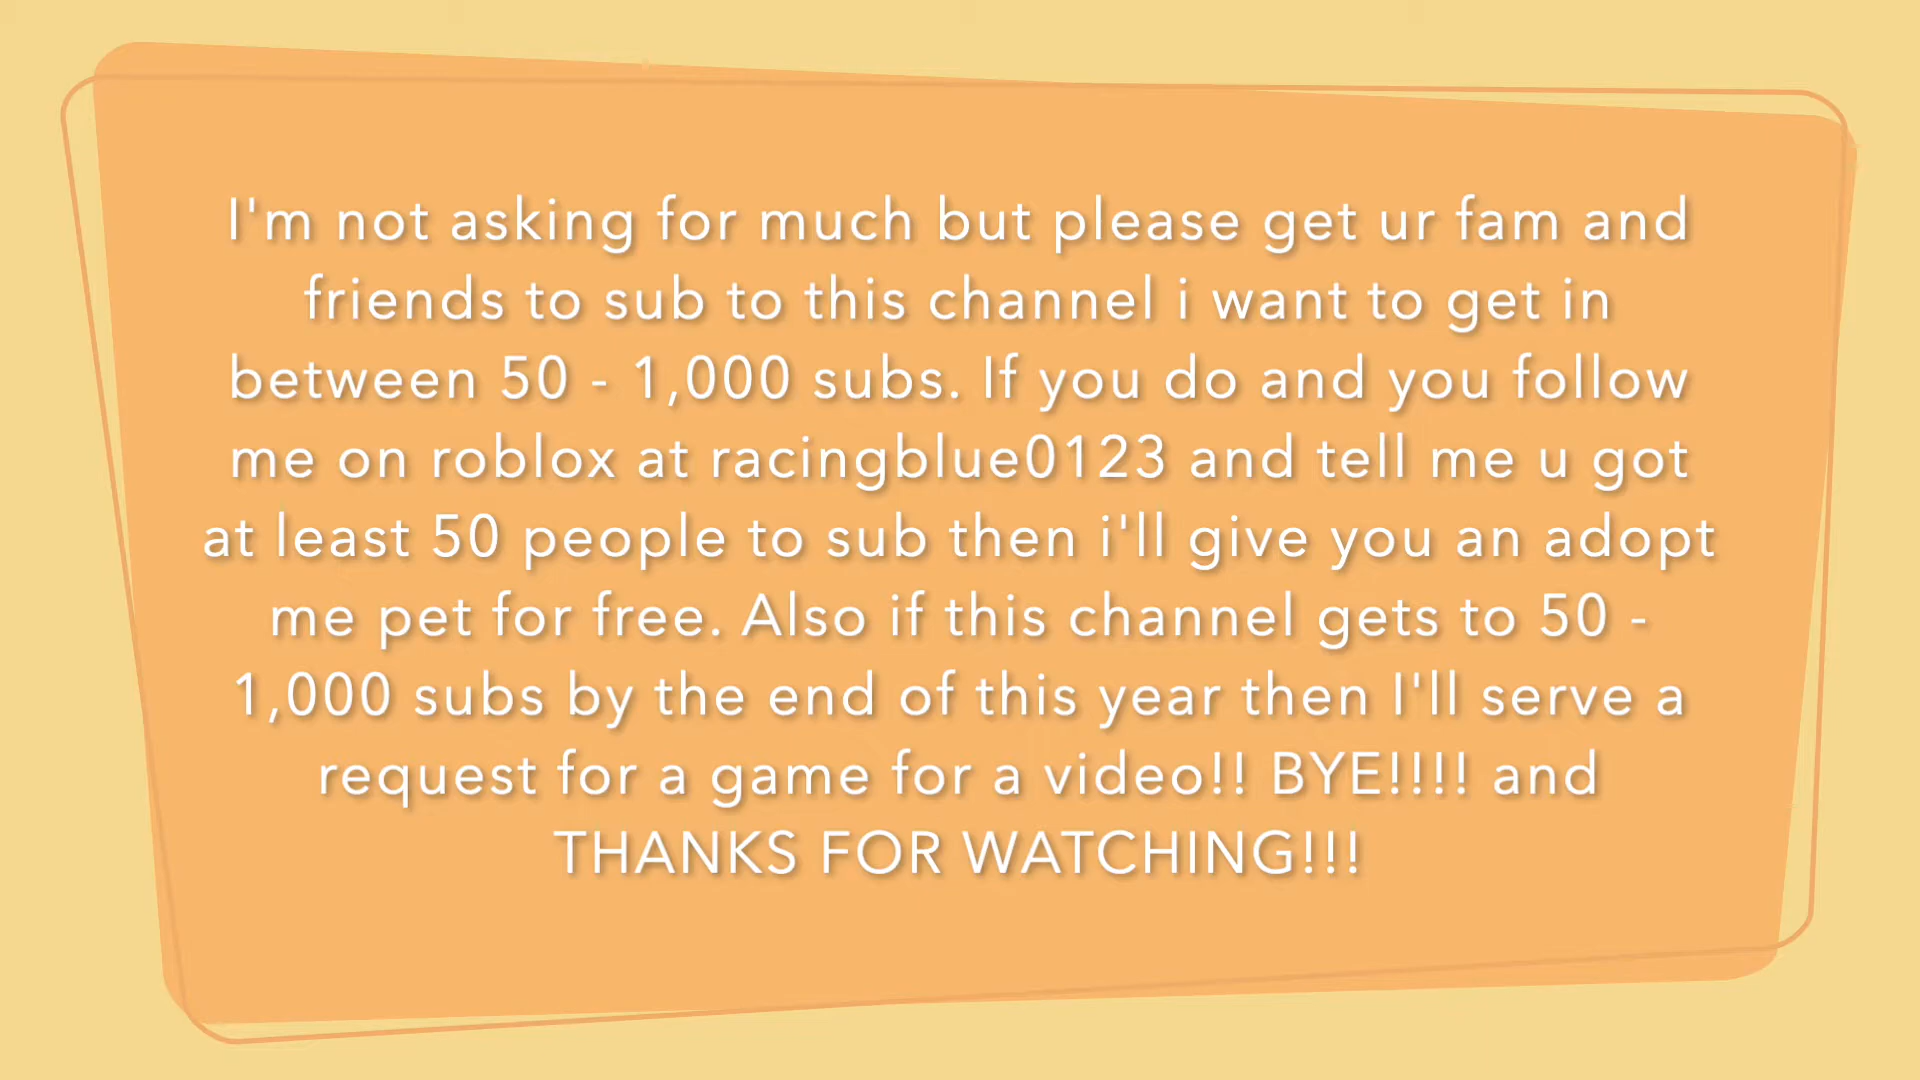 I'm not asking for much but please get ur fam and
friends to sub to this channel i want to get in
between 50 - 1,000 subs. If you do and you follow
me on roblox at racingblue0123 and tell me u got
at least 50 people to sub then i'll give you an adopt
me pet for free. Also if this channel gets to 50 -
1,000 subs by the end of this year then I'll serve a
request for a game for a video!! BYE!!!! and
THANKS FOR WATCHING!!!